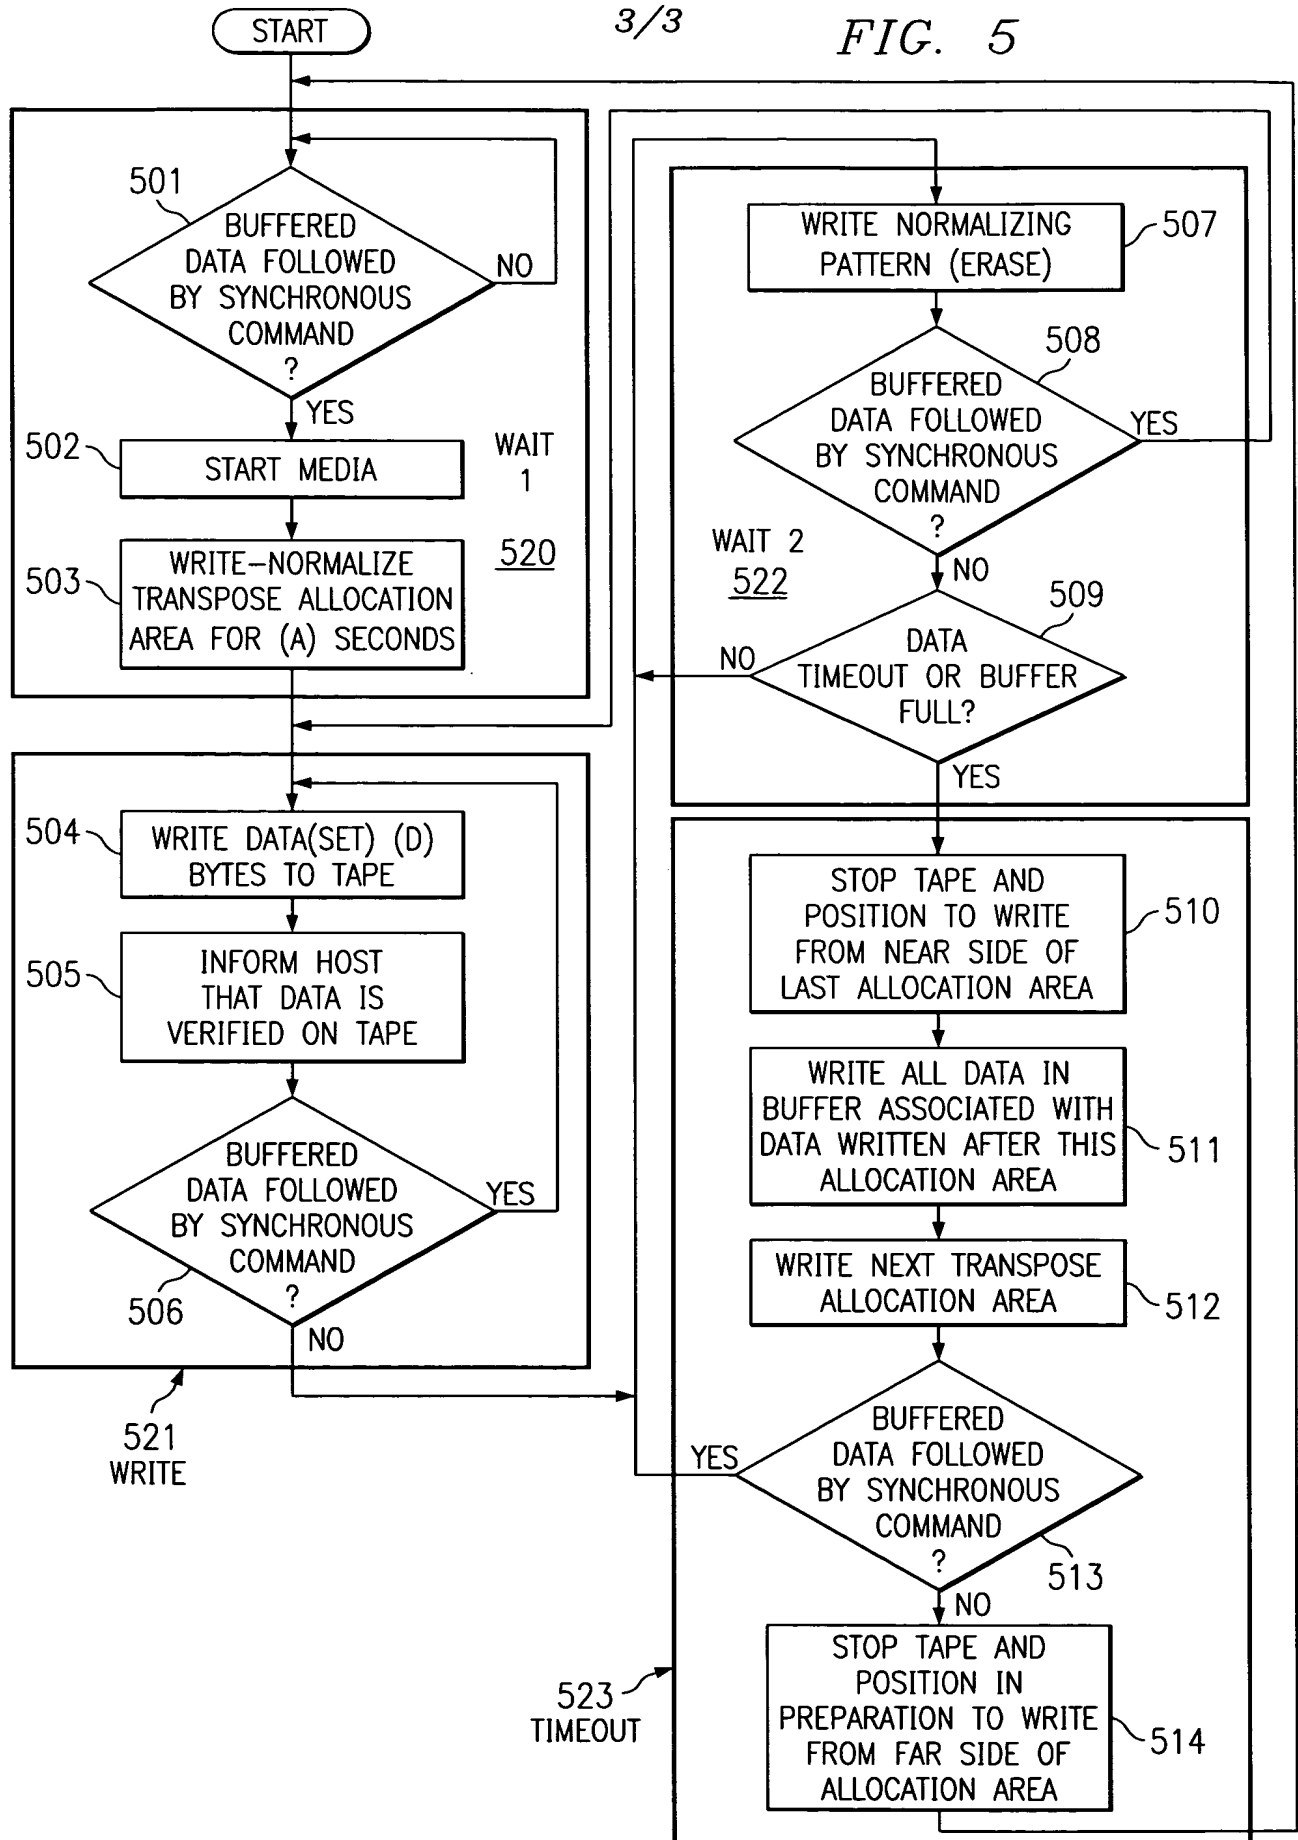 3/3
FIG. 5
START
501
BUFFERED
DATA FOLLOWED
BY SYNCHRONOUS
COMMAND
?
NO
YES
502
START MEDIA
WAIT
1
520
503
WRITE-NORMALIZE
TRANSPOSE ALLOCATION
AREA FOR (A) SECONDS
504
WRITE DATA(SET) (D)
BYTES TO TAPE
505
INFORM HOST
THAT DATA IS
VERIFIED ON TAPE
BUFFERED
DATA FOLLOWED
BY SYNCHRONOUS
COMMAND
?
YES
506
NO
521
WRITE
WRITE NORMALIZING
PATTERN (ERASE)
507
508
BUFFERED
DATA FOLLOWED
BY SYNCHRONOUS
COMMAND
?
YES
WAIT 2
522
NO
509
DATA
TIMEOUT OR BUFFER
FULL?
NO
YES
STOP TAPE AND
POSITION TO WRITE
FROM NEAR SIDE OF
LAST ALLOCATION AREA
510
WRITE ALL DATA IN
BUFFER ASSOCIATED WITH
DATA WRITTEN AFTER THIS
ALLOCATION AREA
511
WRITE NEXT TRANSPOSE
ALLOCATION AREA
512
BUFFERED
DATA FOLLOWED
BY SYNCHRONOUS
COMMAND
?
YES
513
NO
STOP TAPE AND
POSITION IN
PREPARATION TO WRITE
FROM FAR SIDE OF
ALLOCATION AREA
514
523
TIMEOUT